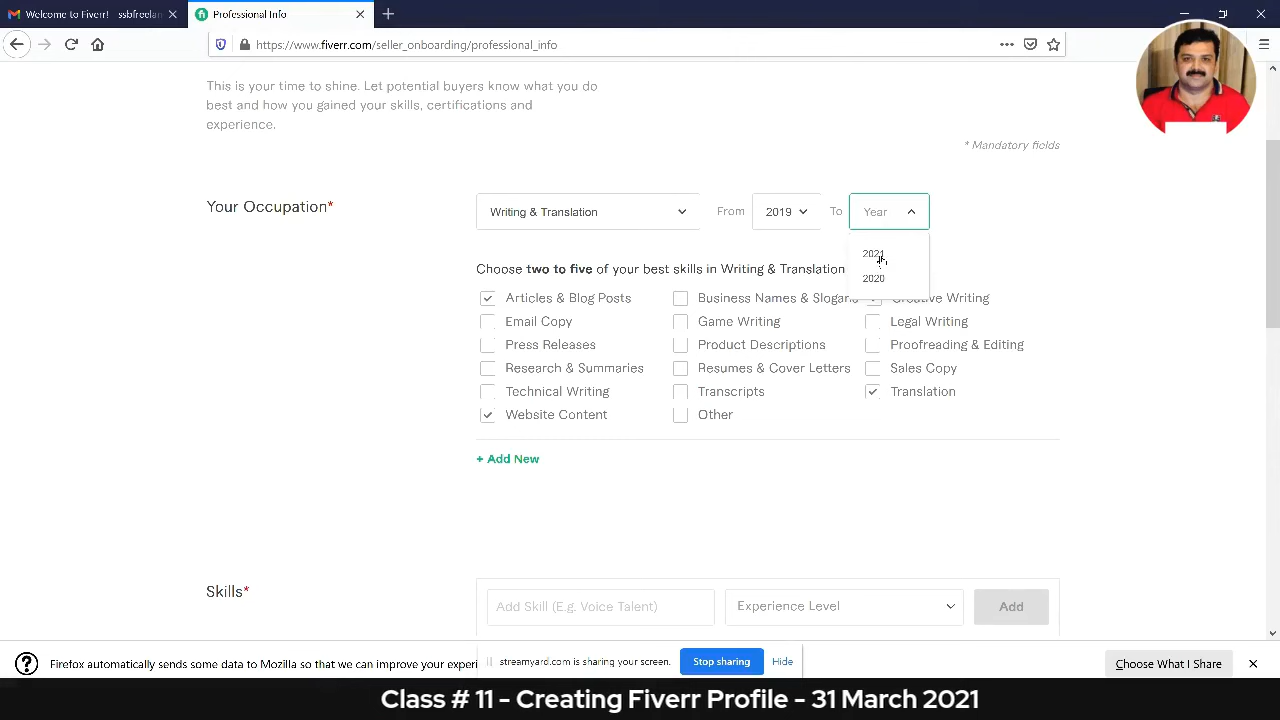 Welcome to Fiverr! ssbfreelan
Professional Info
https://www.fiverr.com/seller_onboarding/professional_info
This is your time to shine. Let potential buyers know what you do
best and how you gained your skills, certifications and
experience.
* Mandatory fields
Your Occupation*
Writing & Translation
From
2019
To
Year
2021
2020
Choose two to five of your best skills in Writing & Translation
Articles & Blog Posts
Business Names & Slogans
Creative Writing
Email Copy
Game Writing
Legal Writing
Press Releases
Product Descriptions
Proofreading & Editing
Research & Summaries
Resumes & Cover Letters
Sales Copy
Technical Writing
Transcripts
Translation
Website Content
Other
+ Add New
Skills*
Add Skill (E.g. Voice Talent)
Experience Level
Add
Firefox automatically sends some data to Mozilla so that we can improve your experi
streamyard.com is sharing your screen.
Stop sharing
Hide
Choose What I Share
Class # 11 - Creating Fiverr Profile - 31 March 2021